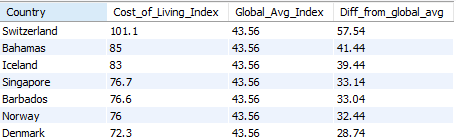 Country Cost_of_Living_Index Global_Avg_Index Diff_from_global_avg
Switzerland 101.1 43.56 57.54
Bahamas 85 43.56 41.44
Iceland 83 43.56 39.44
Singapore 76.7 43.56 33.14
Barbados 76.6 43.56 33.04
Norway 76 43.56 32.44
Denmark 72.3 43.56 28.74